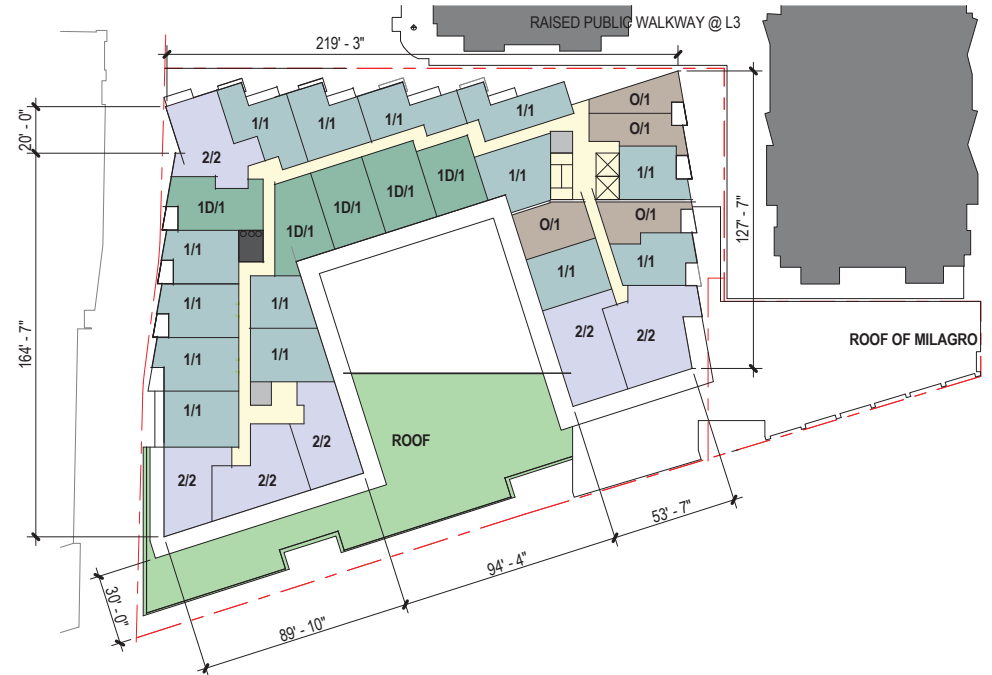 RAISED PUBLIC WALKWAY @ L3
219' - 3"
O/1
1/1
1/1
1/1
1/1
20' - 0"
O/1
2/2
1D/1
1/1
1/1
1D/1
1D/1
1D/1
O/1
O/1
127' - 7"
1D/1
1/1
1/1
1/1
1/1
1/1
2/2
2/2
ROOF OF MILAGRO
164' - 7"
1/1
1/1
1/1
2/2
ROOF
2/2
2/2
53' - 7"
94' - 4"
30' - 0"
89' - 10"